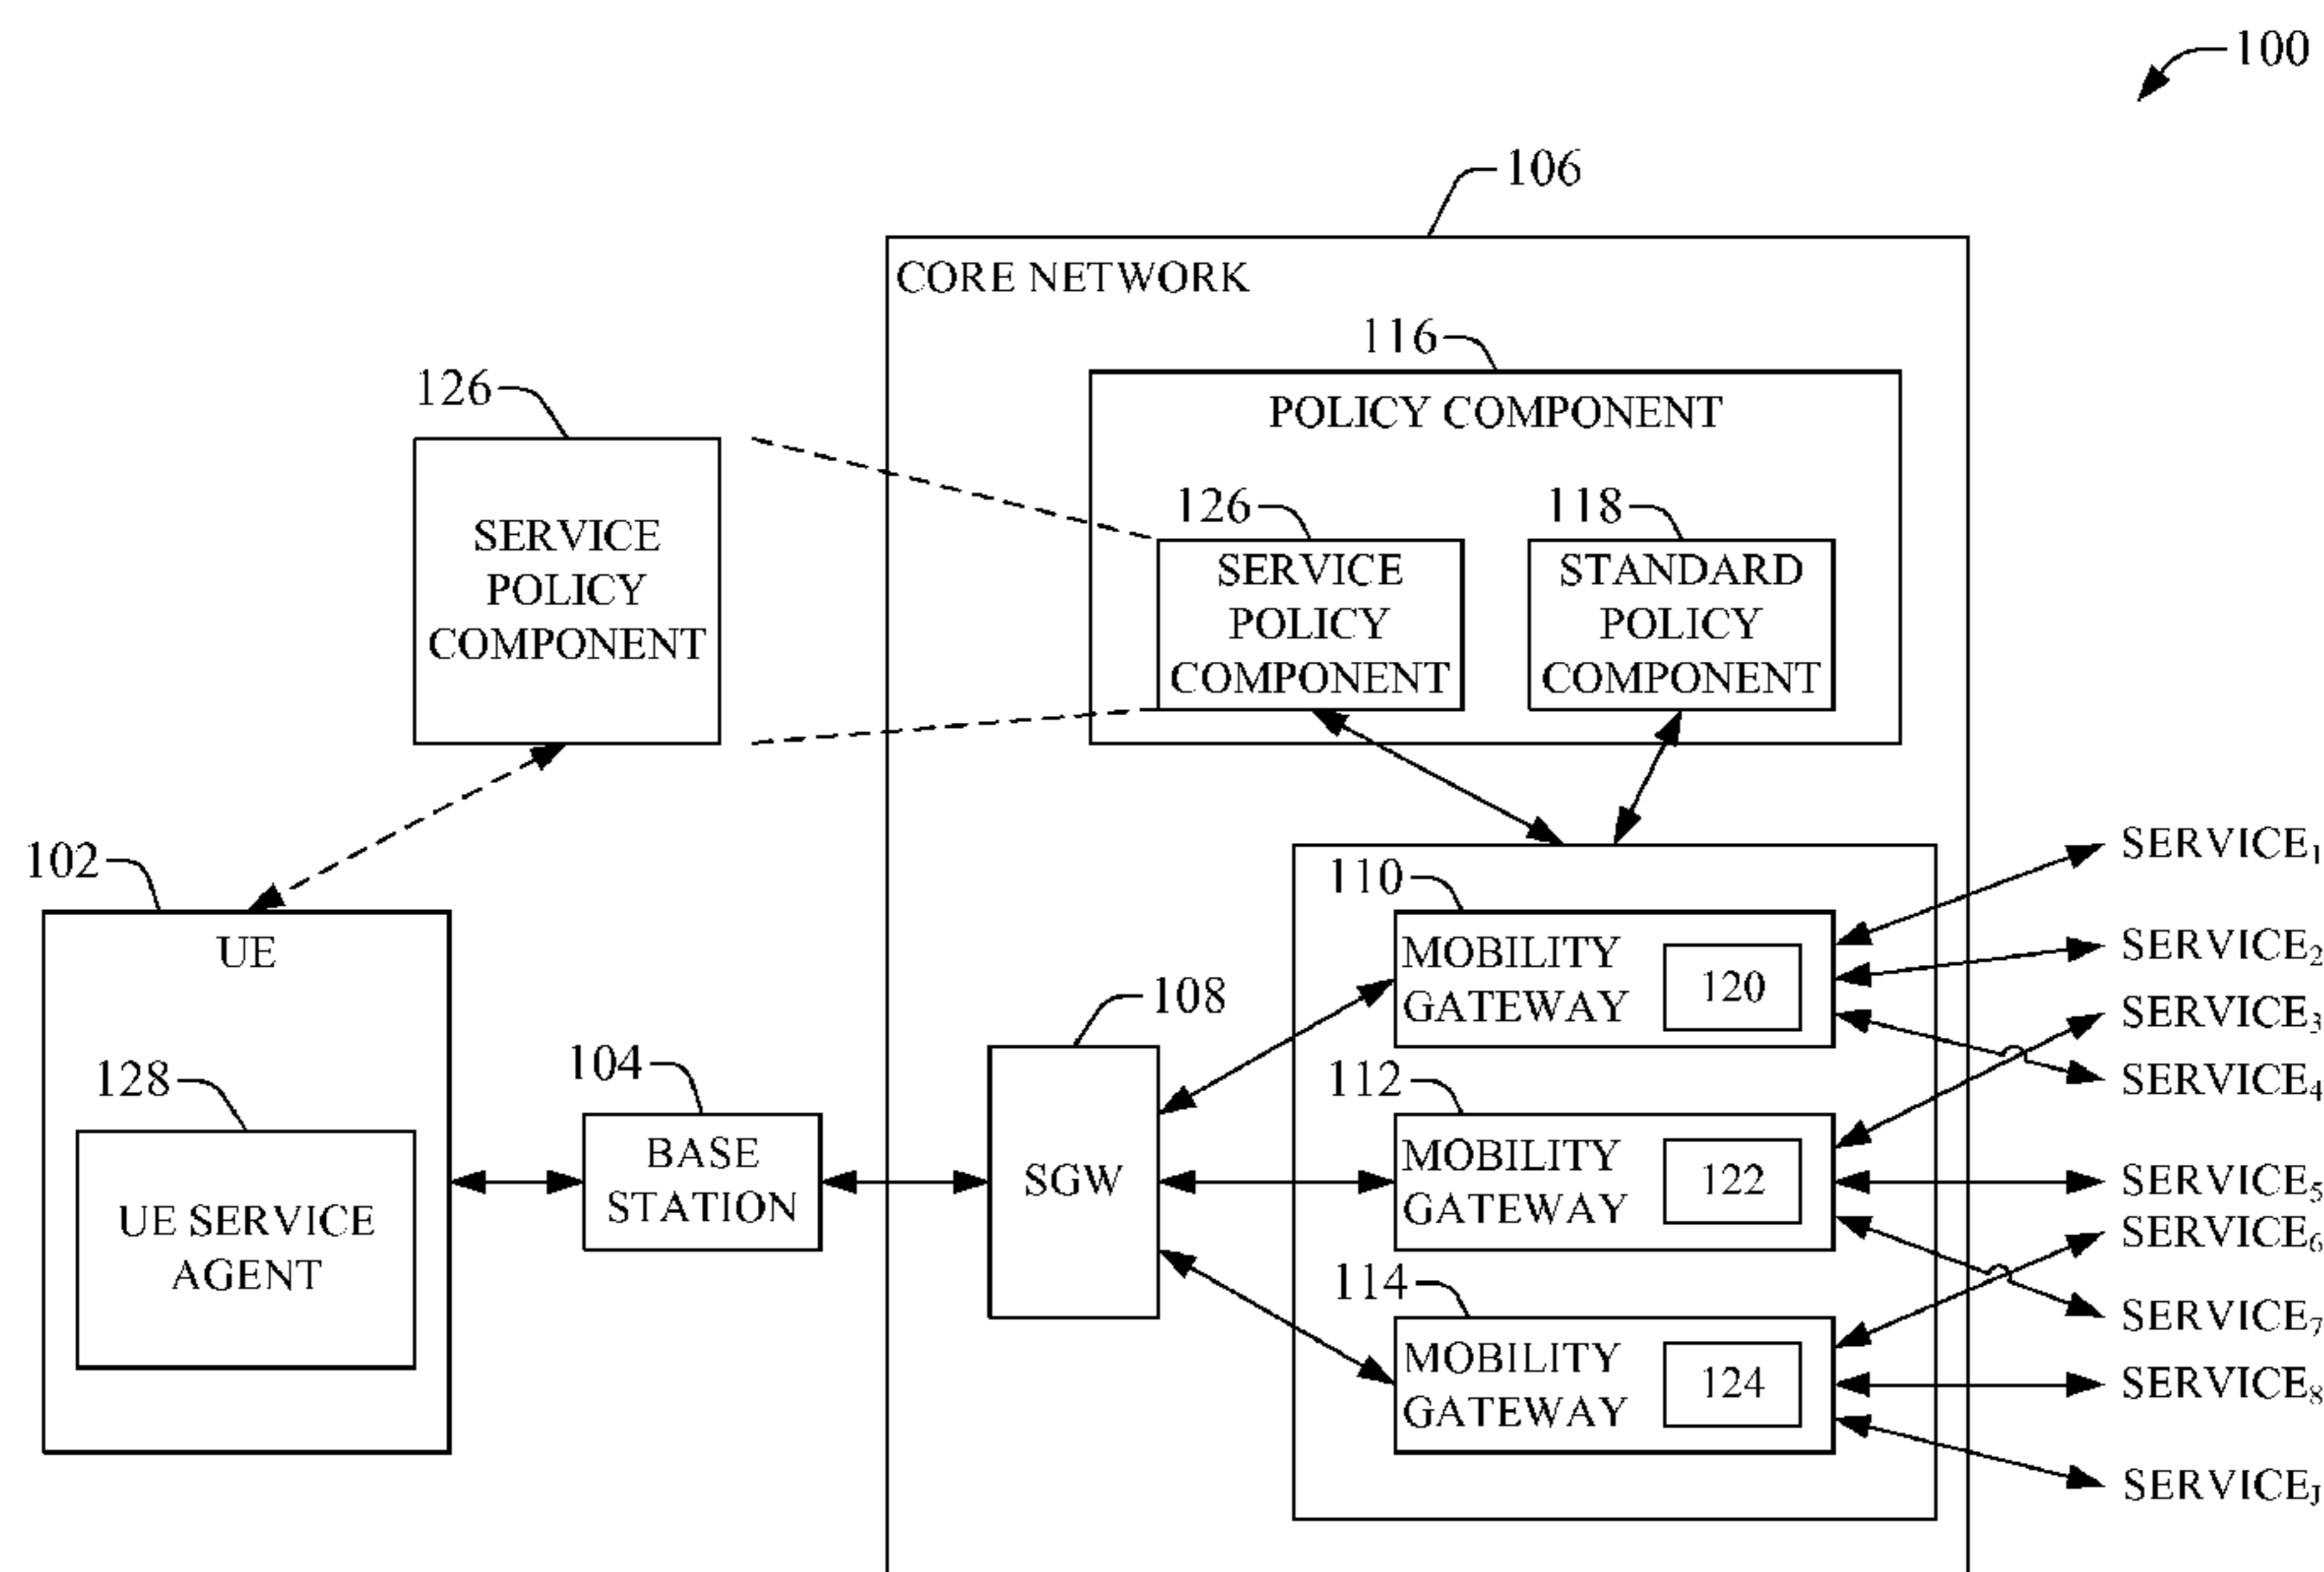 100
106
CORE NETWORK
116
POLICY COMPONENT
126
SERVICE
POLICY
COMPONENT
126
SERVICE
POLICY
COMPONENT
118
STANDARD
POLICY
COMPONENT
102
UE
128
UE SERVICE
AGENT
104
BASE
STATION
108
SGW
110
MOBILITY
GATEWAY
120
112
MOBILITY
GATEWAY
122
114
MOBILITY
GATEWAY
124
SERVICE₁
SERVICE₂
SERVICE₃
SERVICE₄
SERVICE₅
SERVICE₆
SERVICE₇
SERVICE₈
SERVICEJ